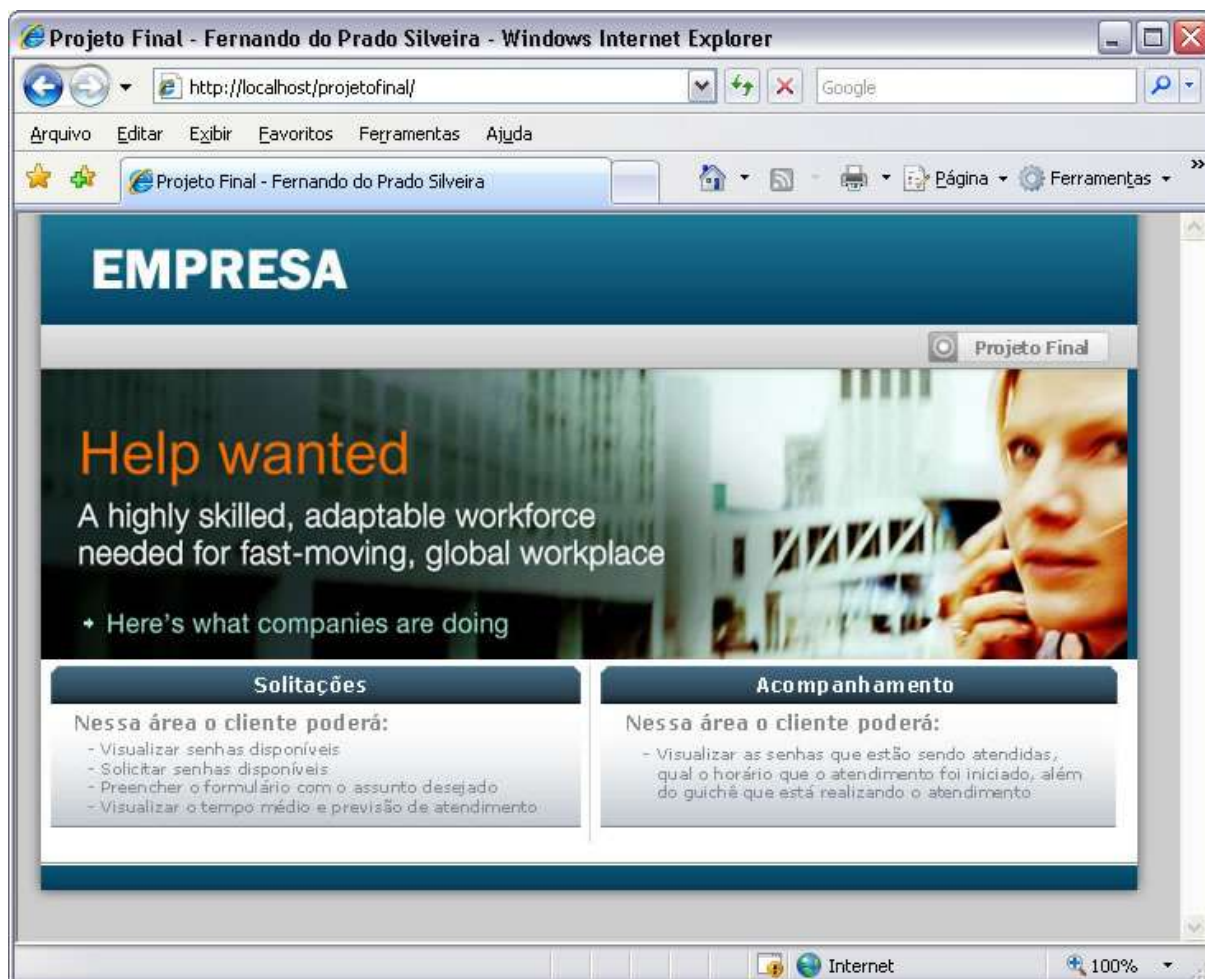 Projeto Final - Fernando do Prado Silveira - Windows Internet Explorer
http://localhost/projetofinal/
Google
Arquivo Editar Exibir Favoritos Ferramentas Ajuda
Projeto Final - Fernando do Prado Silveira
Página
Ferramentas
»
EMPRESA
Projeto Final
Help wanted
A highly skilled, adaptable workforce
needed for fast-moving, global workplace
Here's what companies are doing
Solitações
Nessa área o cliente poderá:
- Visualizar senhas disponíveis
- Solicitar senhas disponíveis
- Preencher o formulário com o assunto desejado
- Visualizar o tempo médio e previsão de atendimento
Acompanhamento
Nessa área o cliente poderá:
- Visualizar as senhas que estão sendo atendidas,
qual o horário que o atendimento foi iniciado, além
do guichê que está realizando o atendimento
Internet
100%